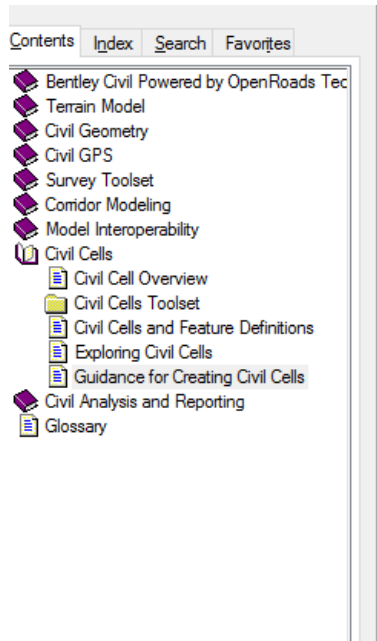 Contents Index Search Favorites
Bentley Civil Powered by OpenRoads Tec
Terrain Model
Civil Geometry
Civil GPS
Survey Toolset
Corridor Modeling
Model Interoperability
Civil Cells
Civil Cell Overview
Civil Cells Toolset
Civil Cells and Feature Definitions
Exploring Civil Cells
Guidance for Creating Civil Cells
Civil Analysis and Reporting
Glossary